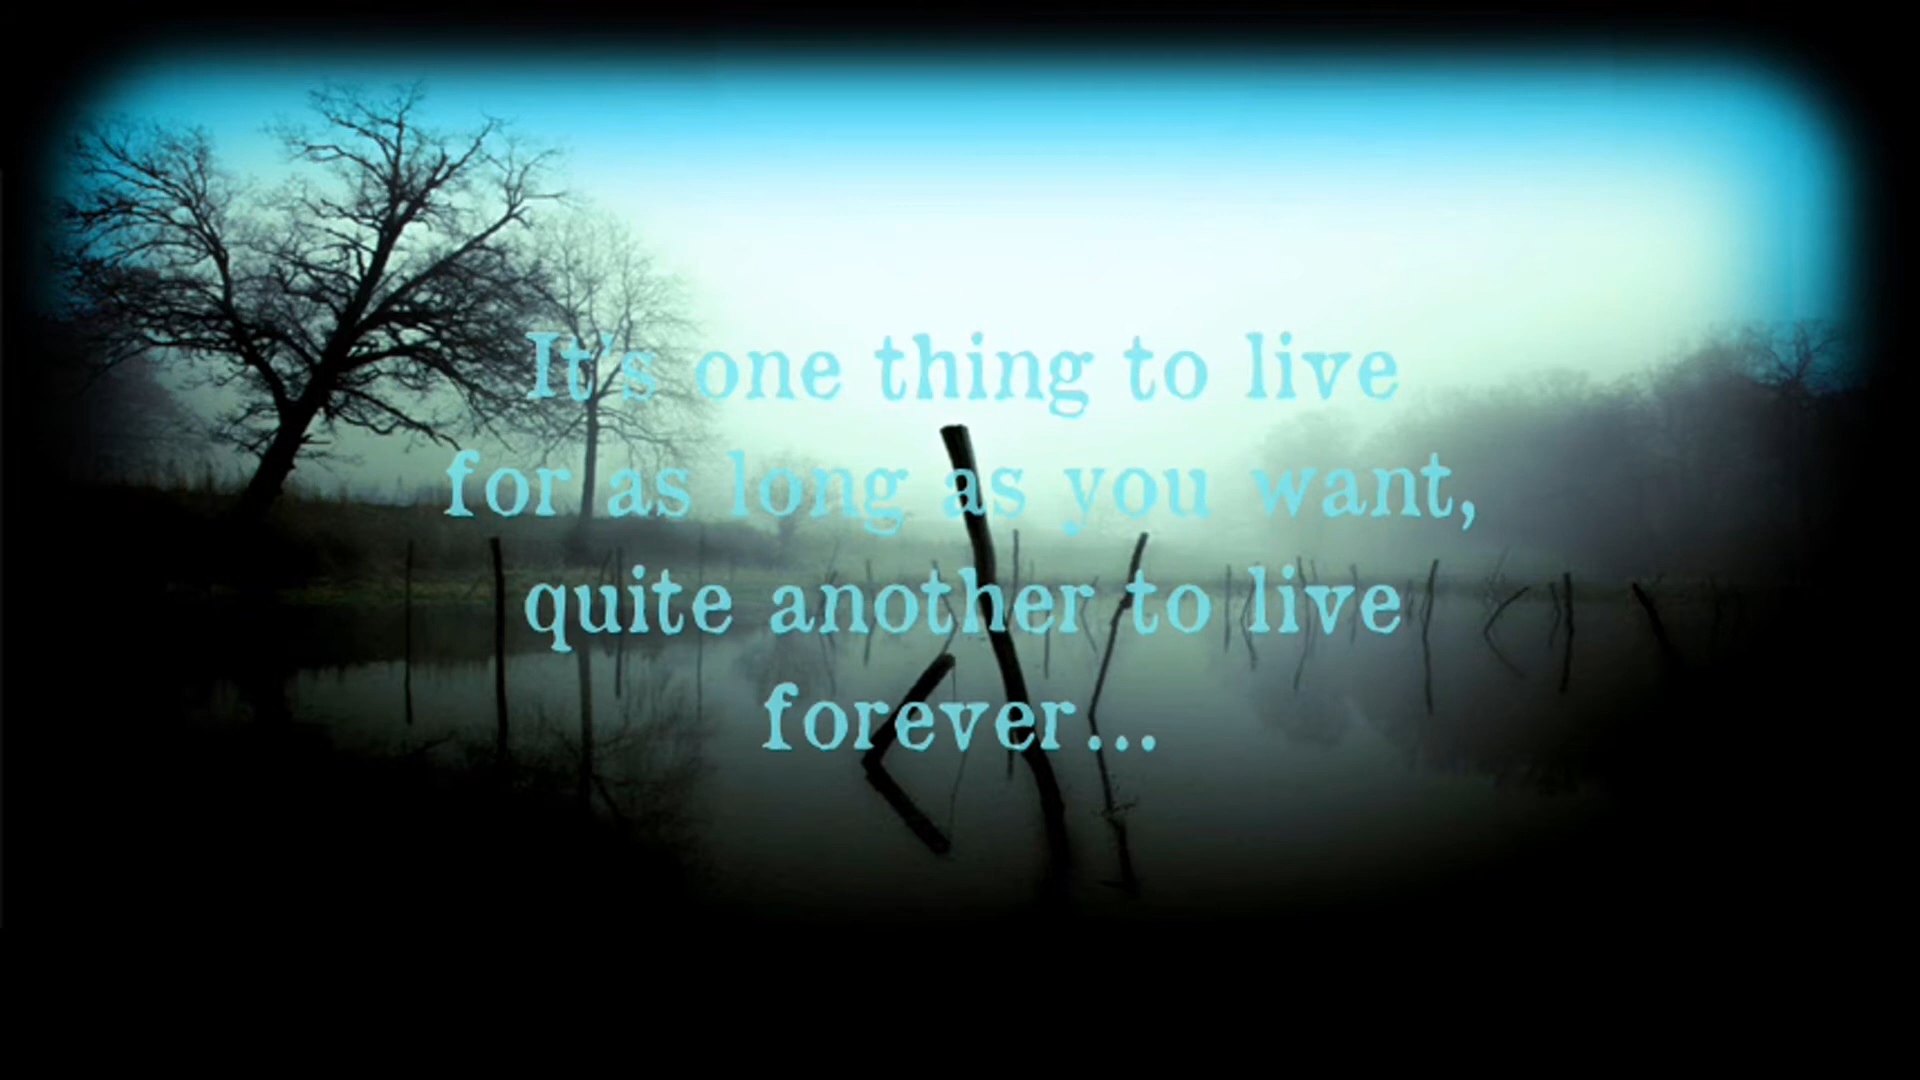 It's one thing to live
for as long as you want,
quite another to live
forever...